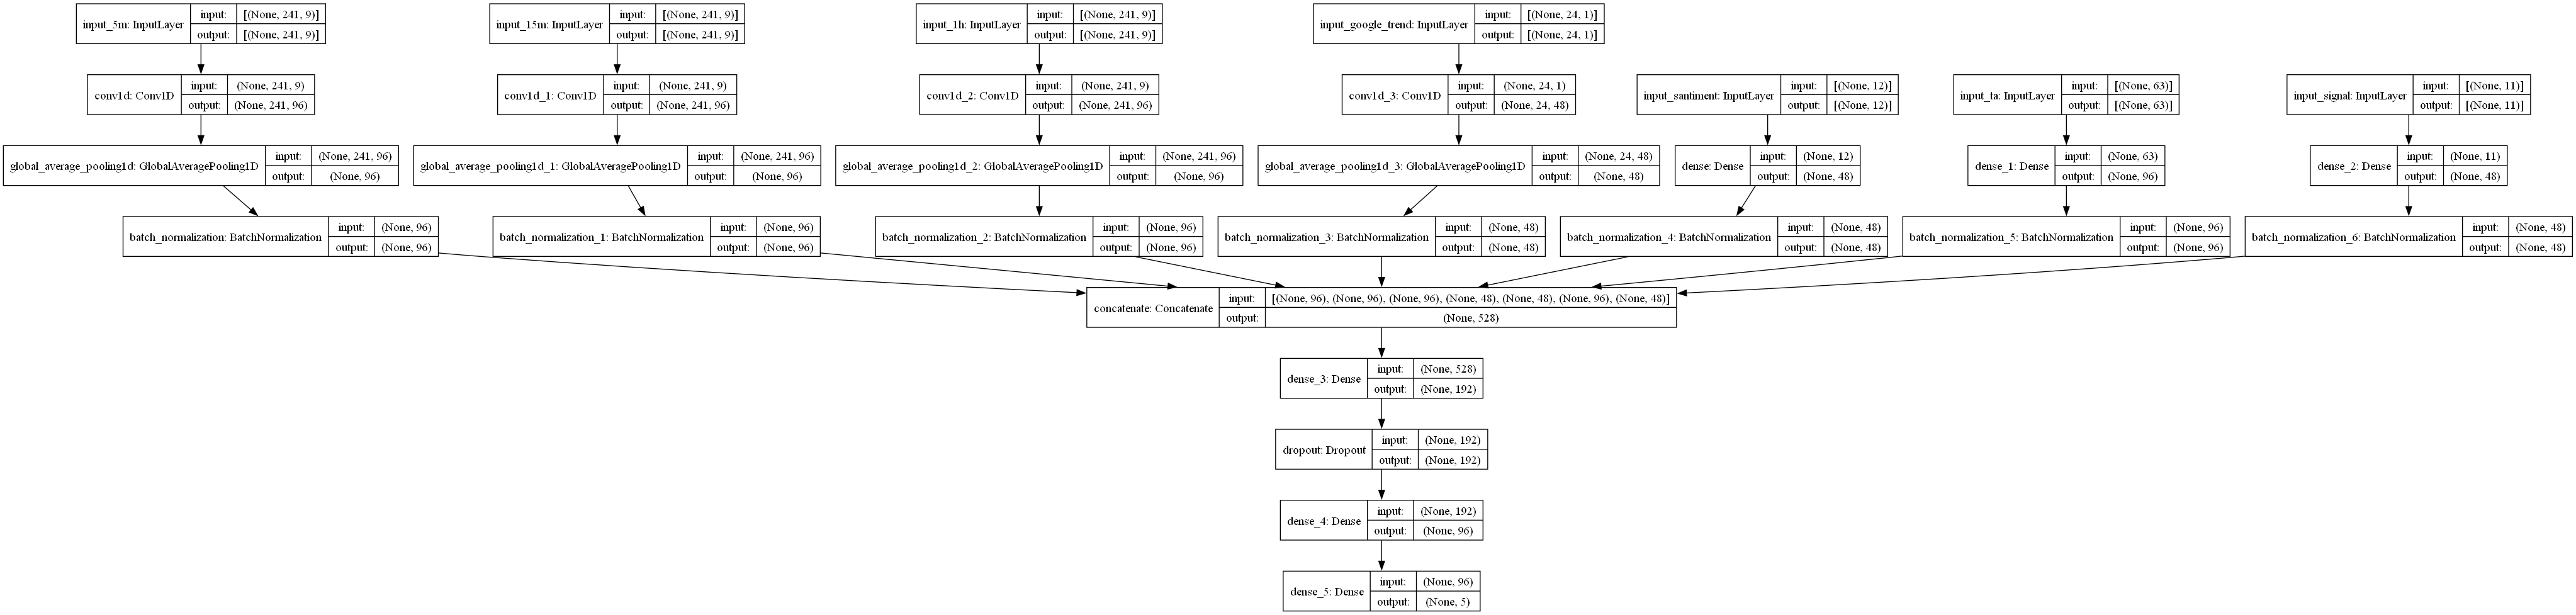 input_5m: InputLayer input: [(None, 241, 9)] output: [(None, 241, 9)]
input_15m: InputLayer input: [(None, 241, 9)] output: [(None, 241, 9)]
input_1h: InputLayer input: [(None, 241, 9)] output: [(None, 241, 9)]
input_google_trend: InputLayer input: [(None, 24, 1)] output: [(None, 24, 1)]
conv1d: Conv1D input: (None, 241, 9) output: (None, 241, 96)
conv1d_1: Conv1D input: (None, 241, 9) output: (None, 241, 96)
conv1d_2: Conv1D input: (None, 241, 9) output: (None, 241, 96)
conv1d_3: Conv1D input: (None, 24, 1) output: (None, 24, 48)
input_santiment: InputLayer input: [(None, 12)] output: [(None, 12)]
input_ta: InputLayer input: [(None, 63)] output: [(None, 63)]
input_signal: InputLayer input: [(None, 11)] output: [(None, 11)]
global_average_pooling1d: GlobalAveragePooling1D input: (None, 241, 96) output: (None, 96)
global_average_pooling1d_1: GlobalAveragePooling1D input: (None, 241, 96) output: (None, 96)
global_average_pooling1d_2: GlobalAveragePooling1D input: (None, 241, 96) output: (None, 96)
global_average_pooling1d_3: GlobalAveragePooling1D input: (None, 24, 48) output: (None, 48)
dense: Dense input: (None, 12) output: (None, 48)
dense_1: Dense input: (None, 63) output: (None, 96)
dense_2: Dense input: (None, 11) output: (None, 48)
batch_normalization: BatchNormalization input: (None, 96) output: (None, 96)
batch_normalization_1: BatchNormalization input: (None, 96) output: (None, 96)
batch_normalization_2: BatchNormalization input: (None, 96) output: (None, 96)
batch_normalization_3: BatchNormalization input: (None, 48) output: (None, 48)
batch_normalization_4: BatchNormalization input: (None, 48) output: (None, 48)
batch_normalization_5: BatchNormalization input: (None, 96) output: (None, 96)
batch_normalization_6: BatchNormalization input: (None, 48) output: (None, 48)
concatenate: Concatenate input: [(None, 96), (None, 96), (None, 96), (None, 48), (None, 48), (None, 96), (None, 48)] output: (None, 528)
dense_3: Dense input: (None, 528) output: (None, 192)
dropout: Dropout input: (None, 192) output: (None, 192)
dense_4: Dense input: (None, 192) output: (None, 96)
dense_5: Dense input: (None, 96) output: (None, 5)